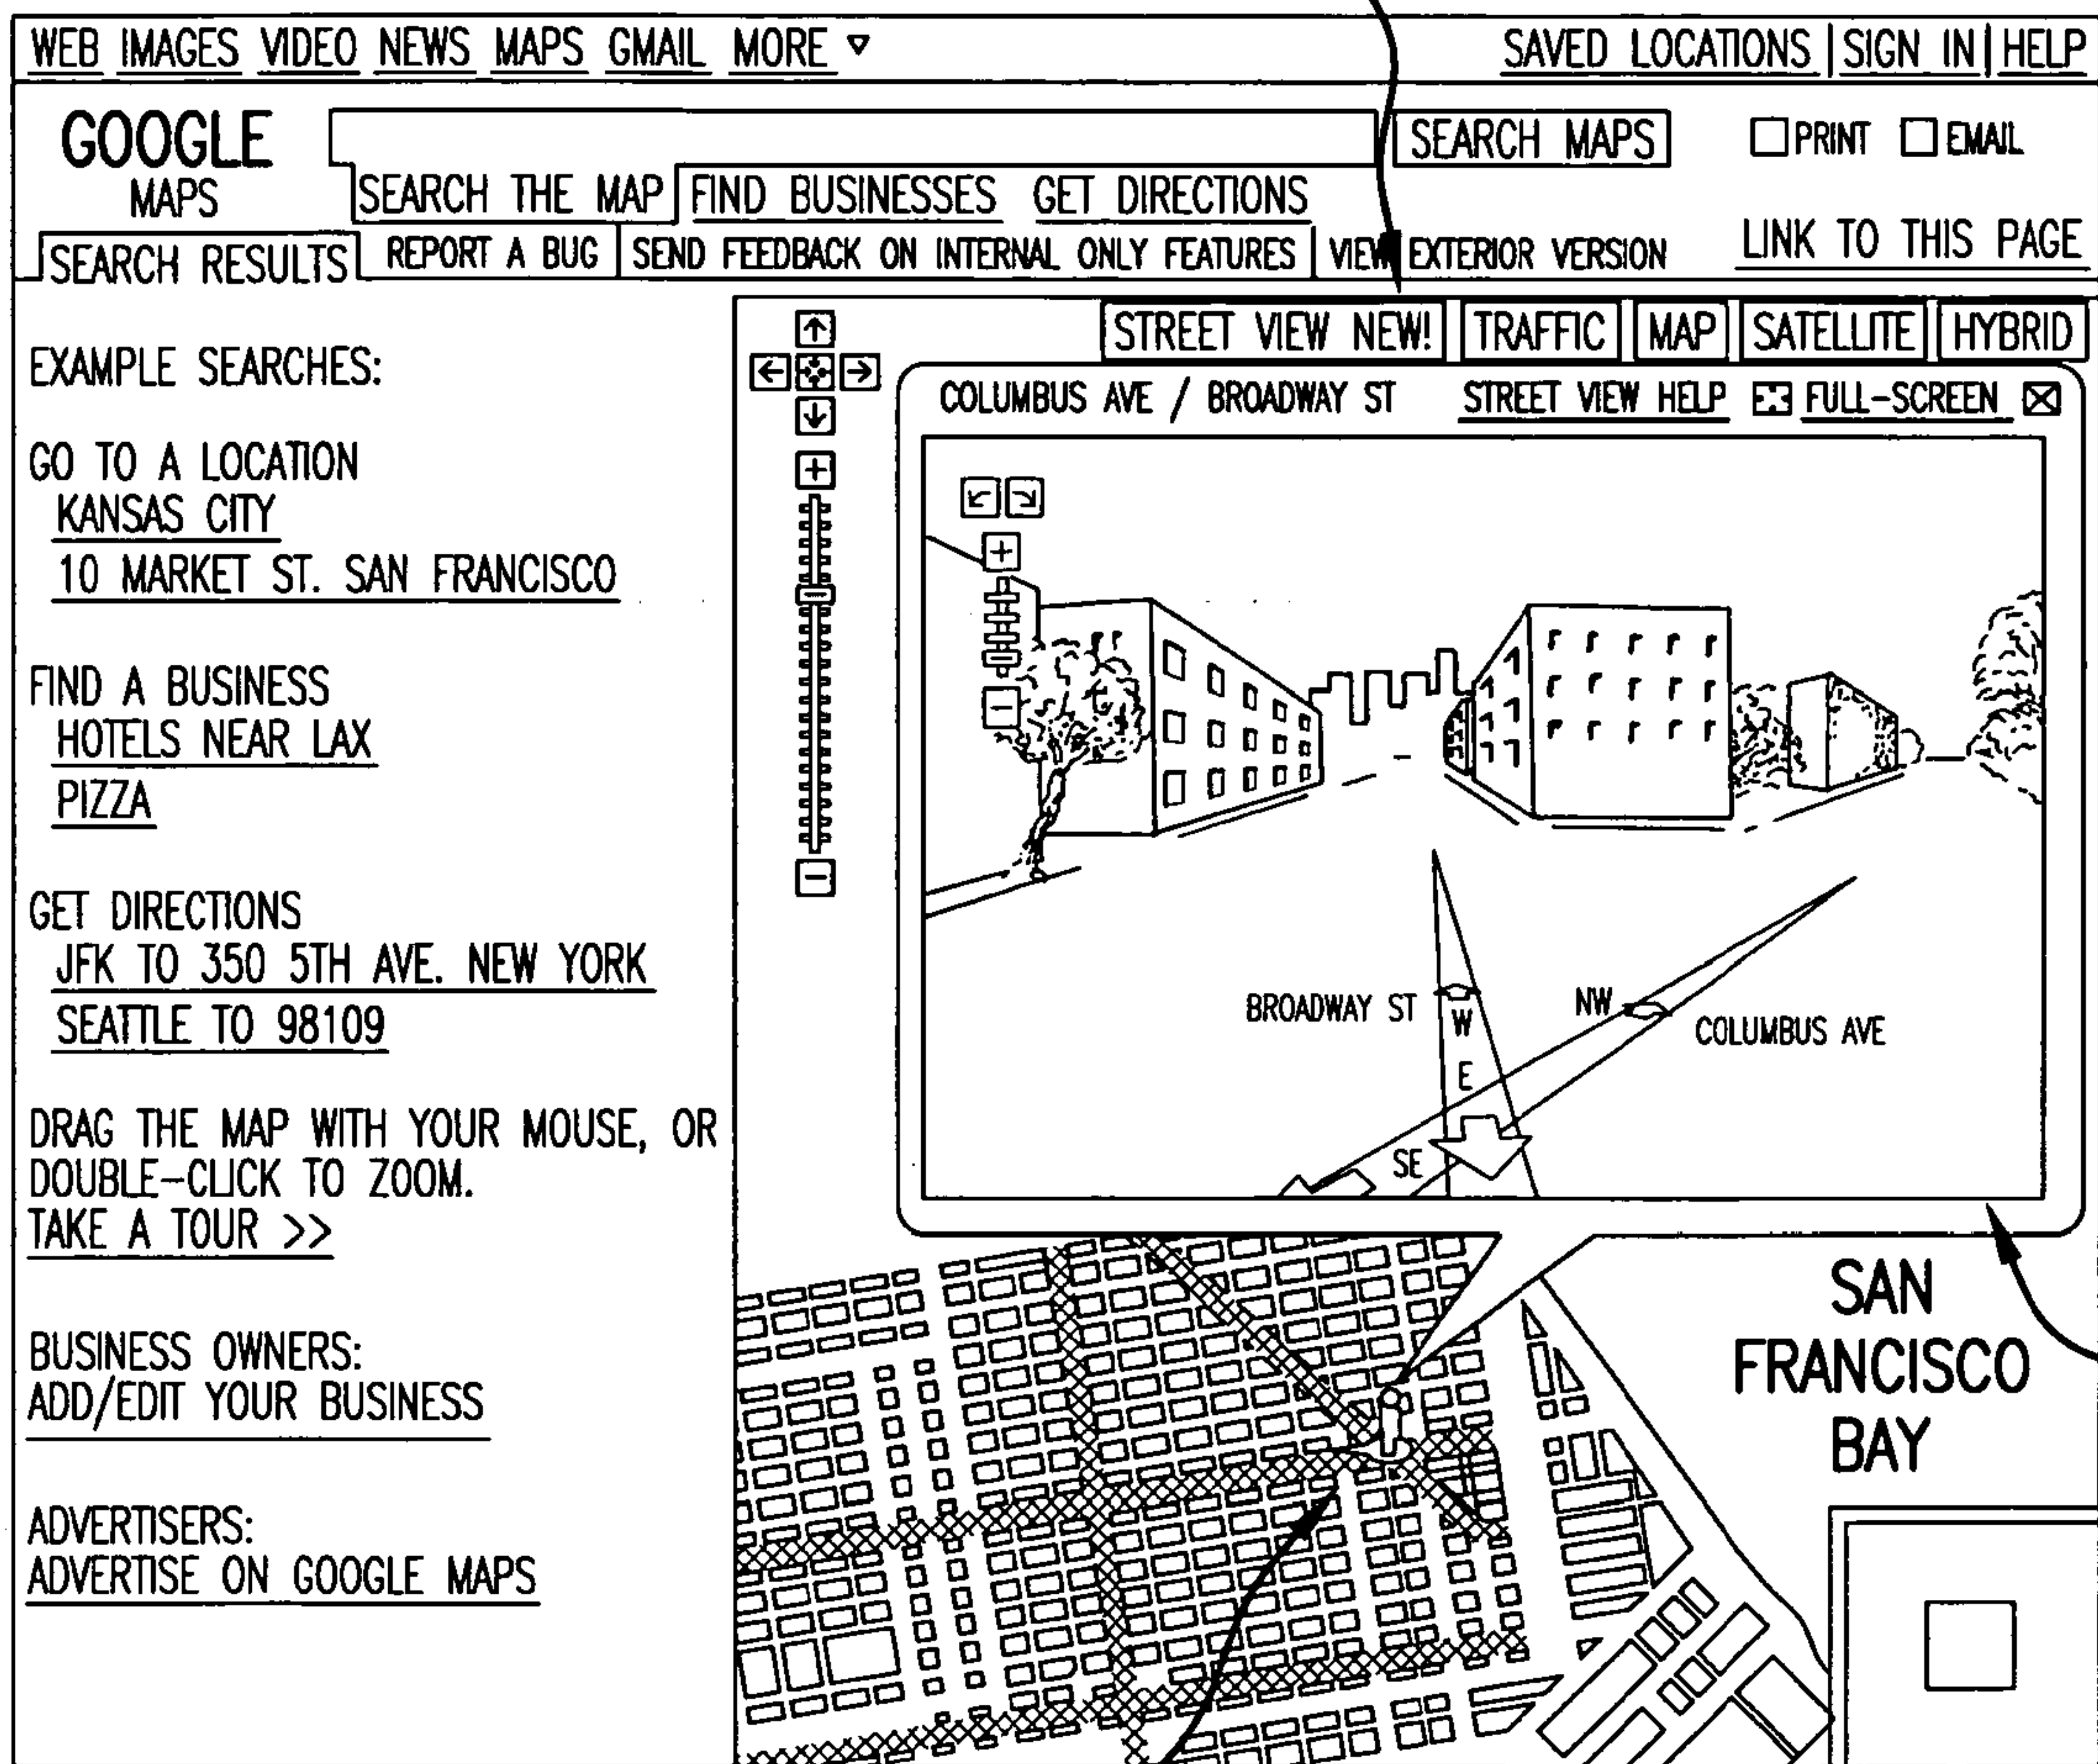 WEB IMAGES VIDEO NEWS MAPS GMAIL MORE
SAVED LOCATIONS | SIGN IN | HELP
GOOGLE
MAPS
SEARCH MAPS
PRINT EMAIL
SEARCH THE MAP FIND BUSINESSES GET DIRECTIONS
LINK TO THIS PAGE
SEARCH RESULTS REPORT A BUG SEND FEEDBACK ON INTERNAL ONLY FEATURES VIEW EXTERIOR VERSION
EXAMPLE SEARCHES:
GO TO A LOCATION
KANSAS CITY
10 MARKET ST. SAN FRANCISCO
FIND A BUSINESS
HOTELS NEAR LAX
PIZZA
GET DIRECTIONS
JFK TO 350 5TH AVE. NEW YORK
SEATTLE TO 98109
DRAG THE MAP WITH YOUR MOUSE, OR
DOUBLE-CLICK TO ZOOM.
TAKE A TOUR >>
BUSINESS OWNERS:
ADD/EDIT YOUR BUSINESS
ADVERTISERS:
ADVERTISE ON GOOGLE MAPS
STREET VIEW NEW! TRAFFIC MAP SATELLITE HYBRID
COLUMBUS AVE / BROADWAY ST STREET VIEW HELP FULL-SCREEN
BROADWAY ST
W
E
NW
COLUMBUS AVE
SE
SAN
FRANCISCO
BAY